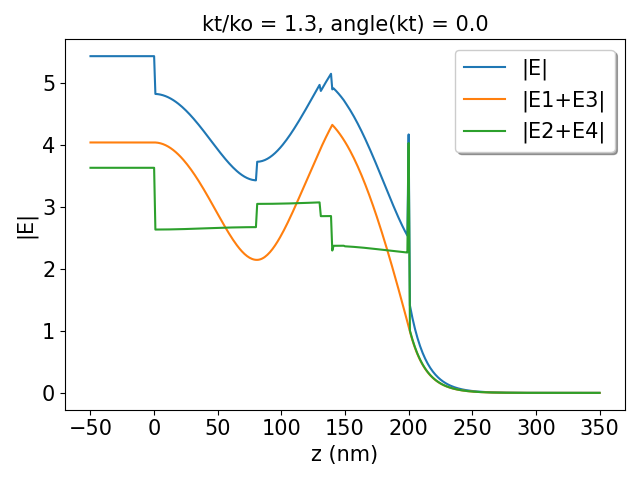 kt/ko = 1.3, angle(kt) = 0.0
|E|
|E1+E3|
|E2+E4|
|E|
5
4
3
2
1
0
−50 0 50 100 150 200 250 300 350
z (nm)